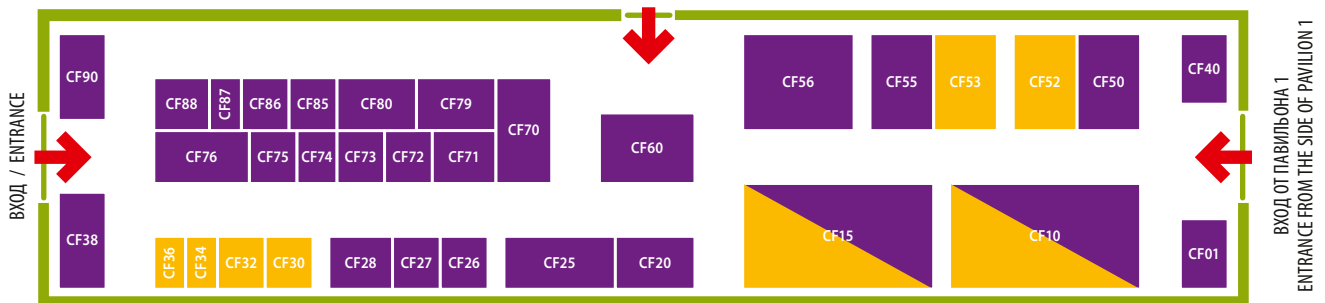 ВХОД / ENTRANCE
CF90
CF88
CF87
CF86
CF85
CF80
CF79
CF70
CF76
CF75
CF74
CF73
CF72
CF71
CF60
CF56
CF55
CF53
CF52
CF50
CF40
CF38
CF36
CF34
CF32
CF30
CF28
CF27
CF26
CF25
CF20
CF15
CF10
CF01
ВХОД ОТ ПАВИЛЬОНА 1
ENTRANCE FROM THE SIDE OF PAVILION 1